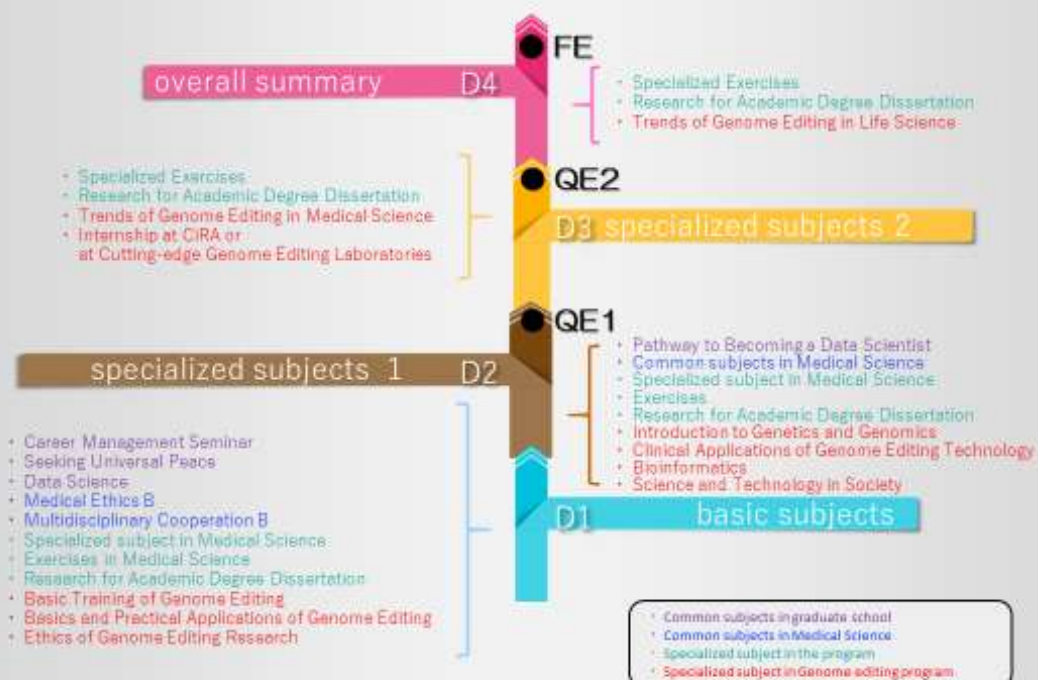 FE
overall summary D4
・ Specialized Exercises
・ Research for Academic Degree Dissertation
・ Trends of Genome Editing in Life Science
QE2
・ Specialized Exercises
・ Research for Academic Degree Dissertation
・ Trends of Genome Editing in Medical Science
・ Internship at CiRA or
at Cutting-edge Genome Editing Laboratories
D3 specialized subjects 2
QE1
specialized subjects 1 D2
・ Pathway to Becoming a Data Scientist
・ Common subjects in Medical Science
・ Specialized subject in Medical Science
・ Exercises
・ Research for Academic Degree Dissertation
・ Introduction to Genetics and Genomics
・ Clinical Applications of Genome Editing Technology
・ Bioinformatics
・ Science and Technology in Society
・ Career Management Seminar
・ Seeking Universal Peace
・ Data Science
・ Medical Ethics B
・ Multidisciplinary Cooperation B
・ Specialized subject in Medical Science
・ Exercises in Medical Science
・ Research for Academic Degree Dissertation
・ Basic Training of Genome Editing
・ Basics and Practical Applications of Genome Editing
・ Ethics of Genome Editing Research
D1 basic subjects
・ Common subjects in graduate school
・ Common subjects in Medical Science
・ Specialized subject in the program
・ Specialized subject in Genome editing program